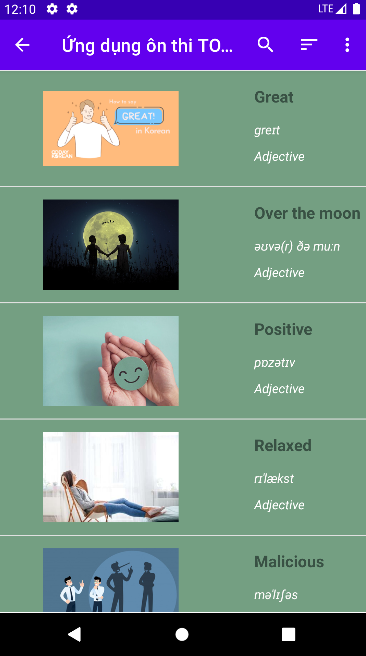 12:10
LTE
Ứng dụng ôn thi TO...
How to say
GREAT!
in Korean
Great
greɪt
Adjective
Over the moon
əʊvə(r) ðə muːn
Adjective
Positive
pɒzətɪv
Adjective
Relaxed
rɪˈlækst
Adjective
Malicious
məˈlɪʃəs